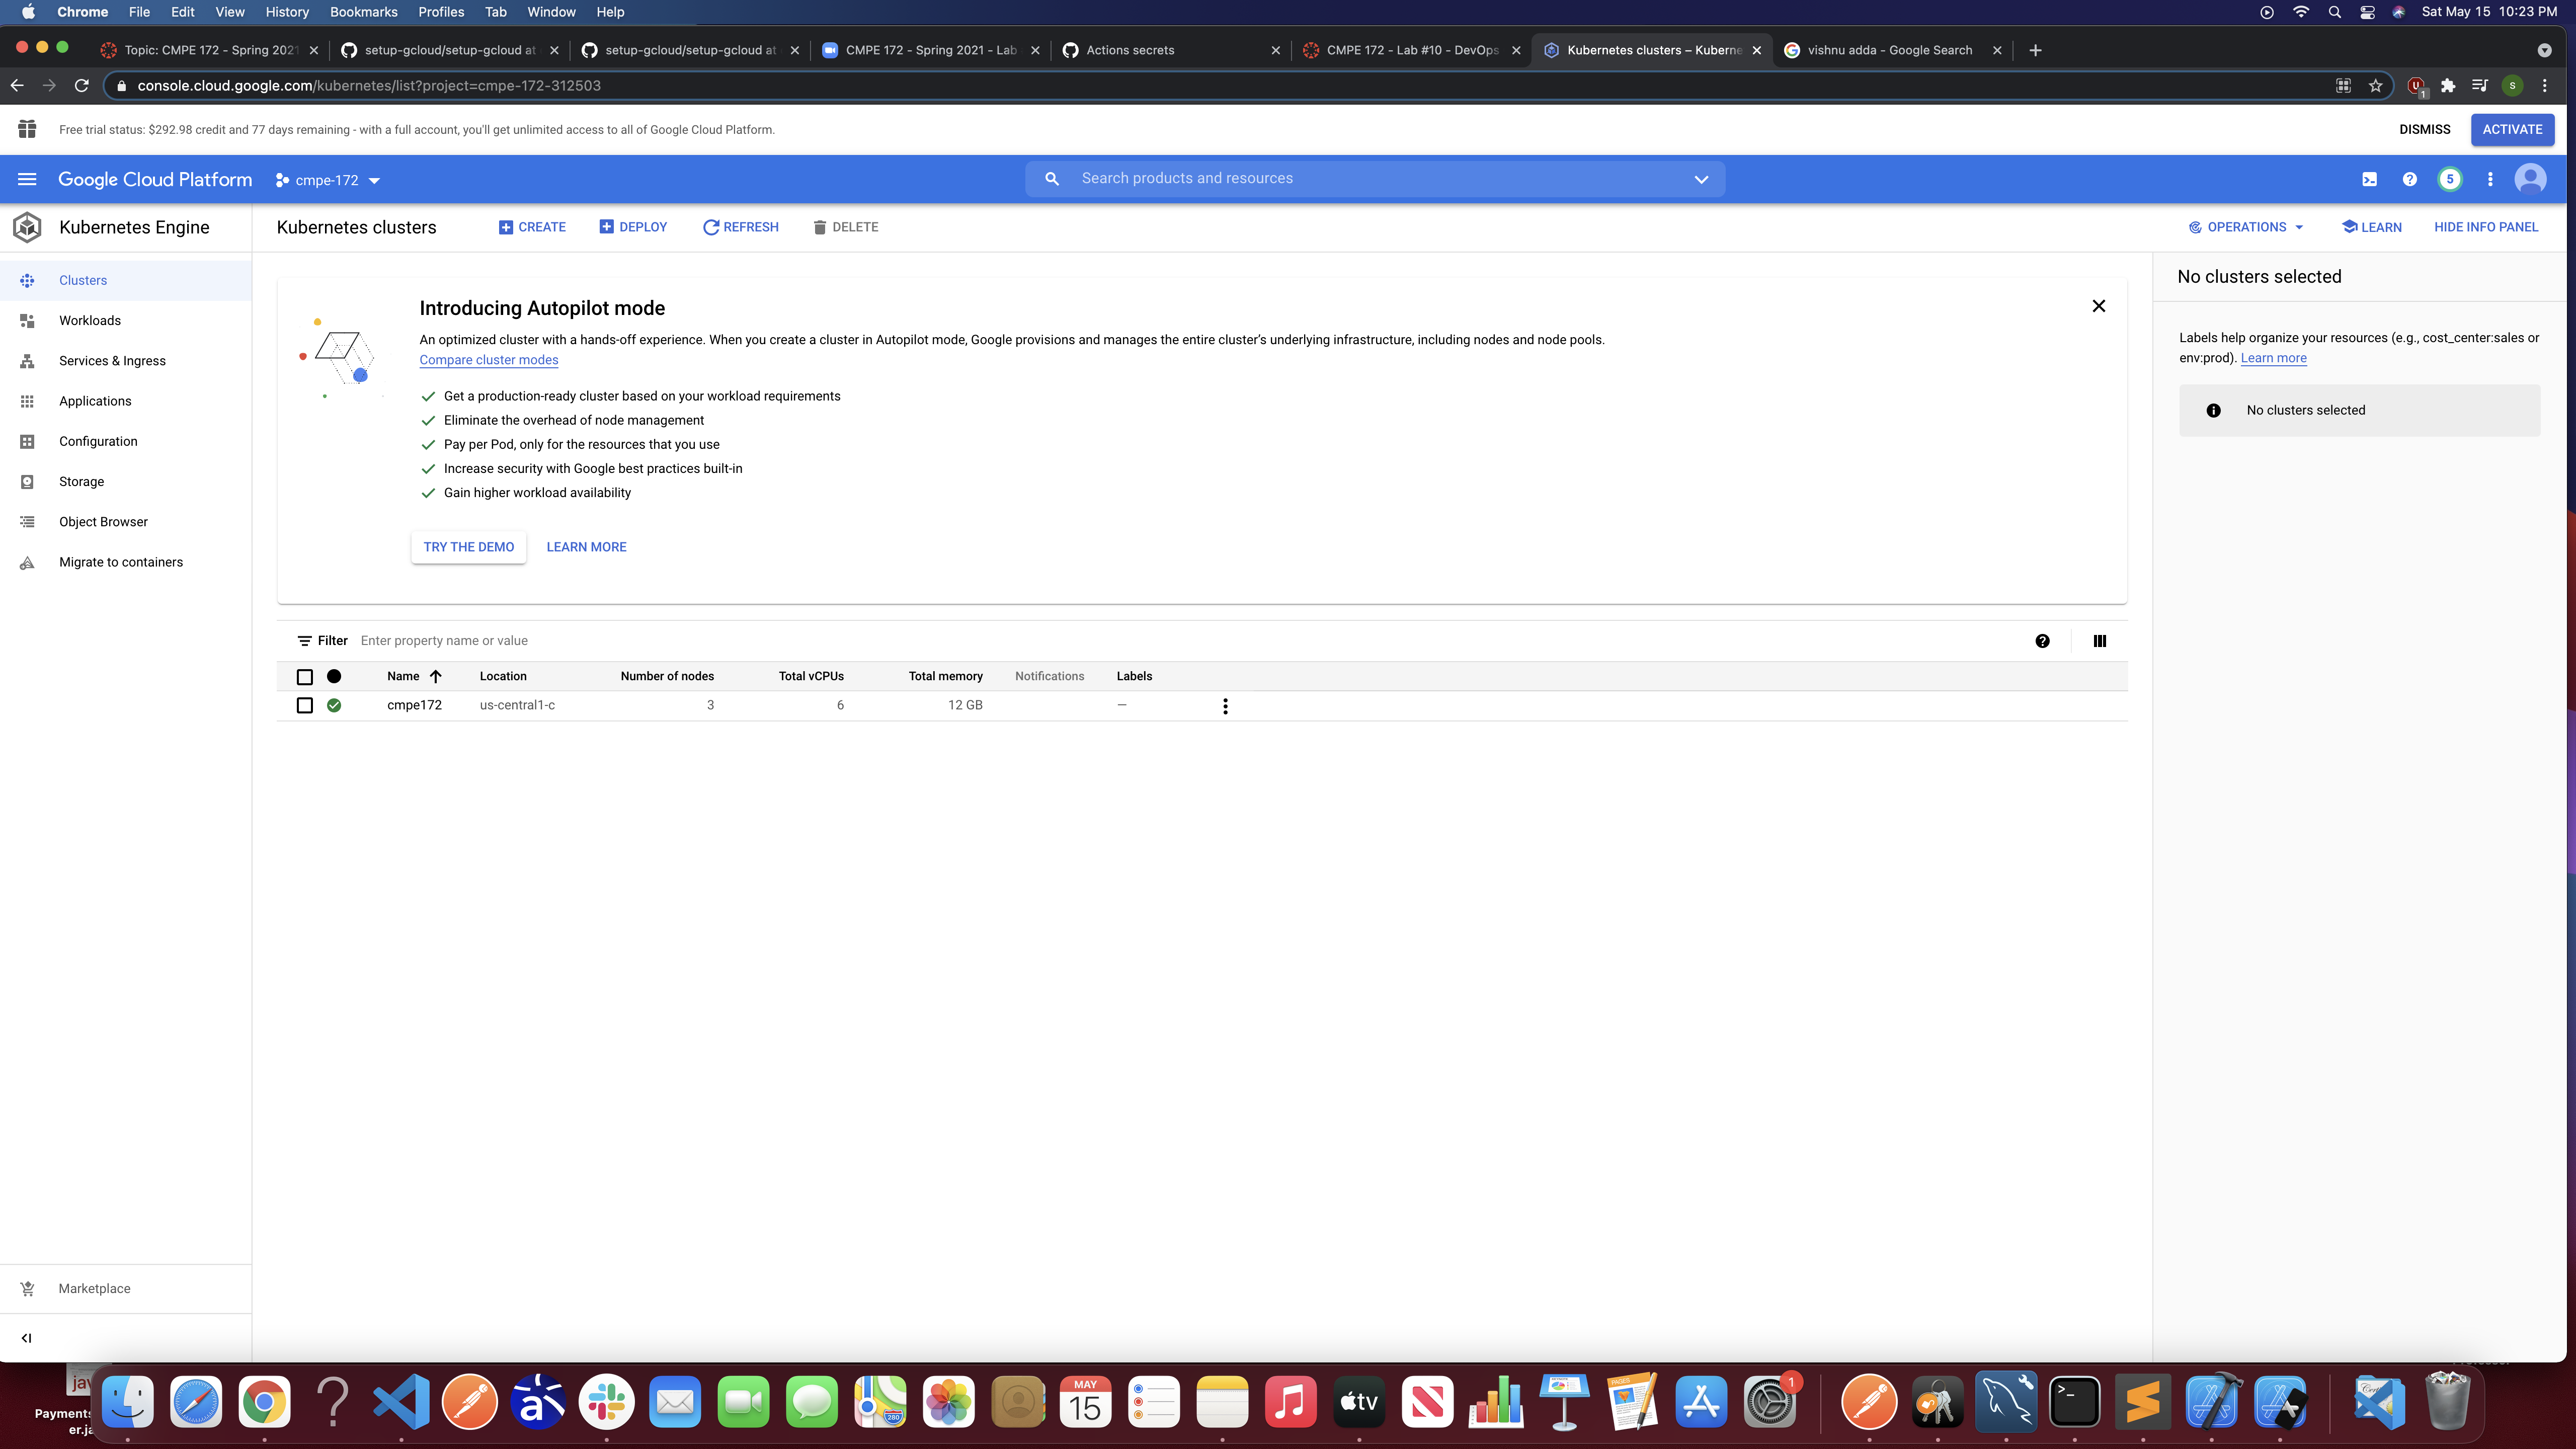 Chrome File Edit View History Bookmarks Profiles Tab Window Help
Sat May 15 10:23 PM
Topic: CMPE 172 - Spring 2021
setup-gcloud/setup-gcloud at
setup-gcloud/setup-gcloud at
CMPE 172 - Spring 2021 - Lab
Actions secrets
CMPE 172 - Lab #10 - DevOps
Kubernetes clusters – Kuberne
vishnu adda - Google Search
console.cloud.google.com/kubernetes/list?project=cmpe-172-312503
1
S
Free trial status: $292.98 credit and 77 days remaining - with a full account, you'll get unlimited access to all of Google Cloud Platform.
DISMISS
ACTIVATE
Google Cloud Platform
cmpe-172
Search products and resources
5
Kubernetes Engine
Kubernetes clusters
CREATE
DEPLOY
REFRESH
DELETE
OPERATIONS
LEARN
HIDE INFO PANEL
Clusters
Workloads
Services & Ingress
Applications
Configuration
Storage
Object Browser
Migrate to containers
Marketplace
Introducing Autopilot mode
An optimized cluster with a hands-off experience. When you create a cluster in Autopilot mode, Google provisions and manages the entire cluster's underlying infrastructure, including nodes and node pools.
Compare cluster modes
Get a production-ready cluster based on your workload requirements
Eliminate the overhead of node management
Pay per Pod, only for the resources that you use
Increase security with Google best practices built-in
Gain higher workload availability
TRY THE DEMO
LEARN MORE
Filter Enter property name or value
Name Location Number of nodes Total vCPUs Total memory Notifications Labels
cmpe172 us-central1-c 3 6 12 GB —
No clusters selected
Labels help organize your resources (e.g., cost_center:sales or
env:prod). Learn more
No clusters selected
jav
Payments
er.ja
MAY
15
280
tv
PAGES
1